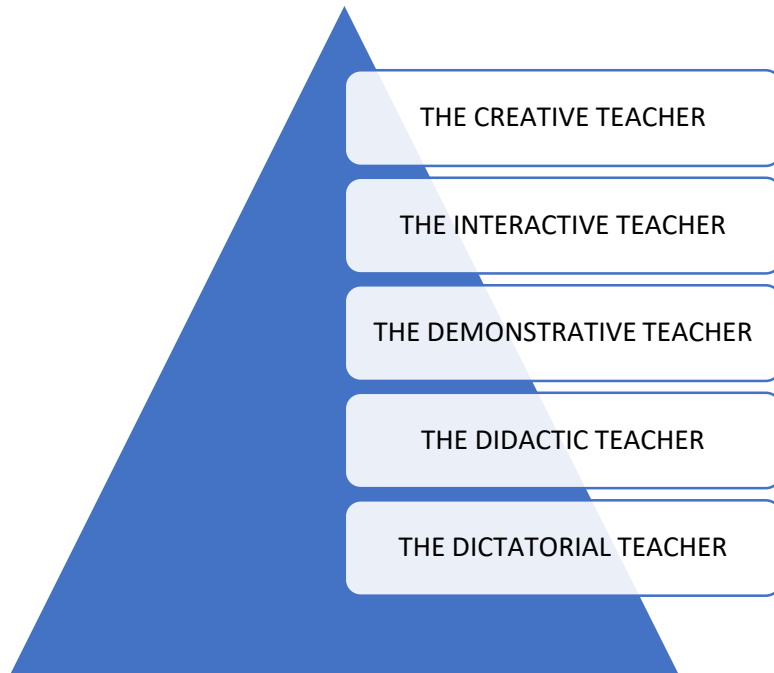 THE CREATIVE TEACHER
THE INTERACTIVE TEACHER
THE DEMONSTRATIVE TEACHER
THE DIDACTIC TEACHER
THE DICTATORIAL TEACHER